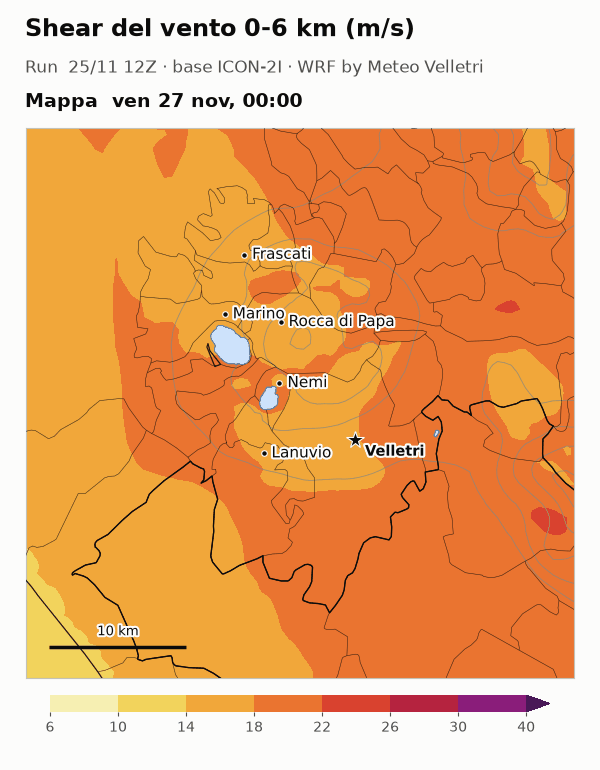 Shear del vento 0-6 km (m/s)
Run  25/11 12Z · base ICON-2I · WRF by Meteo Velletri
Mappa  ven 27 nov, 00:00
Frascati
Marino
Rocca di Papa
Nemi
Velletri
Lanuvio
10 km
6 10 14 18 22 26 30 40